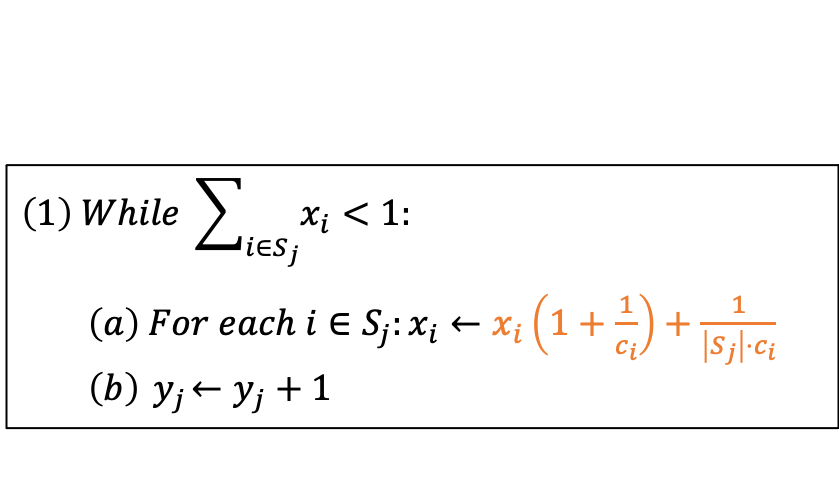 (1) While ∑_{i∈S_j} x_i < 1:
(a) For each i ∈ S_j: x_i ← x_i (1 + 1/c_i) + 1/(|S_j|·c_i)
(b) y_j ← y_j + 1